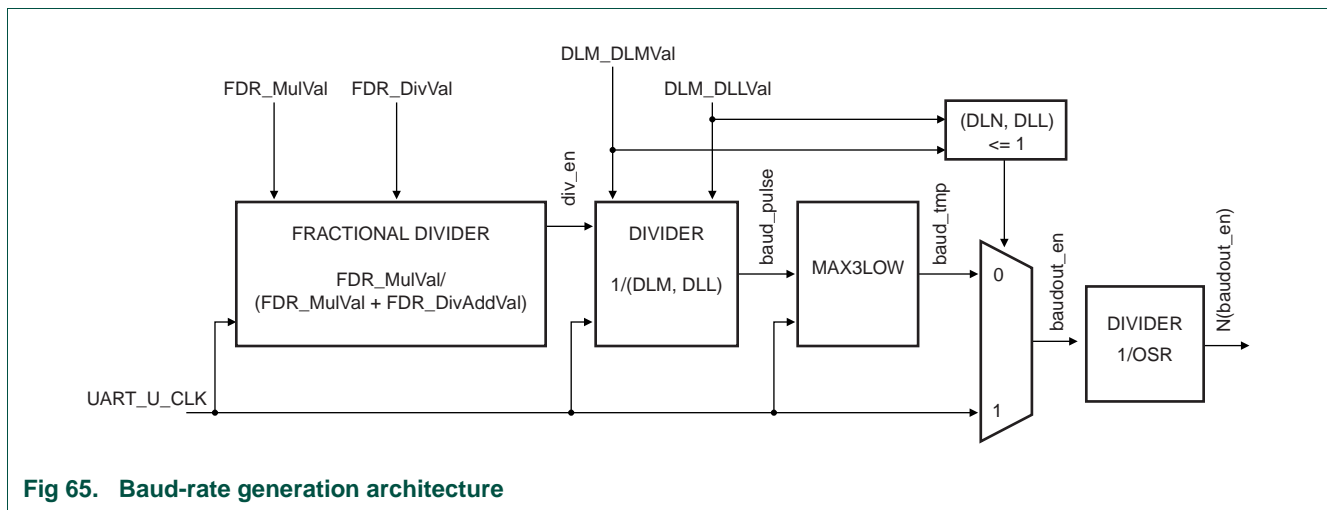 DLM_DLMVal
FDR_MulVal FDR_DivVal DLM_DLLVal
(DLN, DLL)
<= 1
div_en
FRACTIONAL DIVIDER
FDR_MulVal/
(FDR_MulVal + FDR_DivAddVal)
DIVIDER
1/(DLM, DLL)
baud_pulse
MAX3LOW
baud_tmp
0
1
baudout_en
DIVIDER
1/OSR
N(baudout_en)
UART_U_CLK
Fig 65. Baud-rate generation architecture